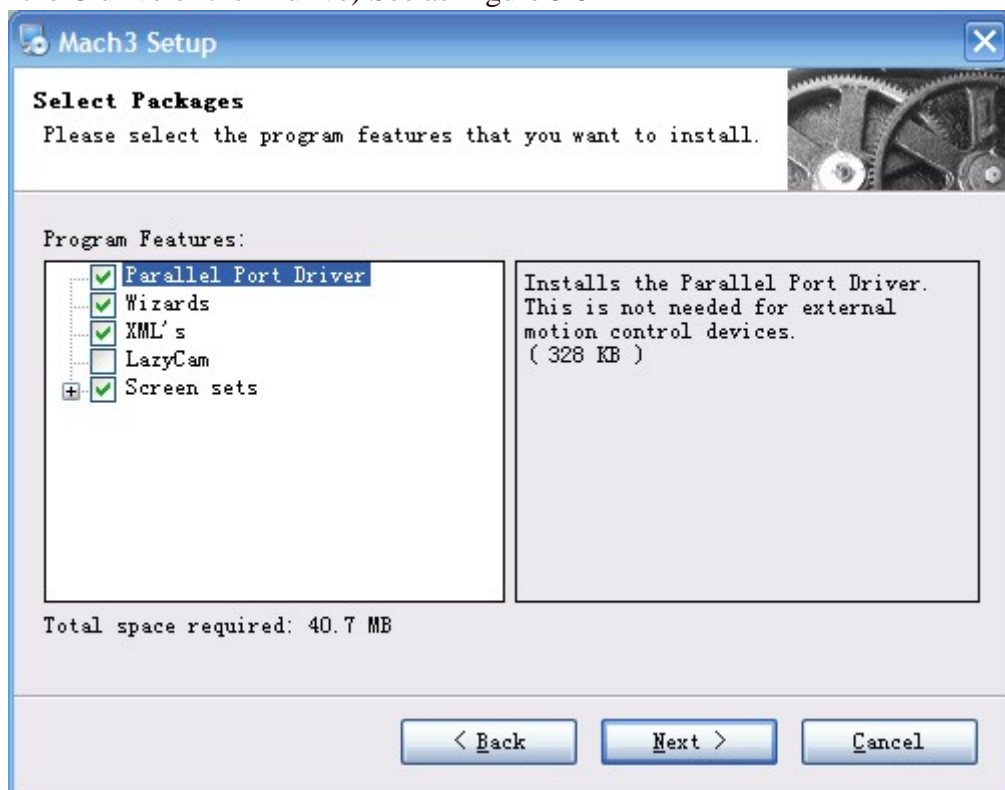 Mach3 Setup
Select Packages
Please select the program features that you want to install.
Program Features:
Parallel Port Driver
Wizards
XML's
LazyCam
Screen sets
Installs the Parallel Port Driver.
This is not needed for external
motion control devices.
( 328 KB )
Total space required: 40.7 MB
< Back
Next >
Cancel